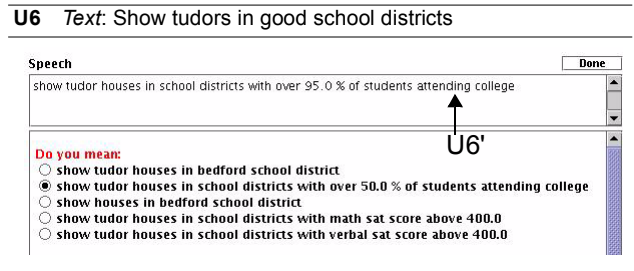 U6 Text: Show tudors in good school districts
Speech Done
show tudor houses in school districts with over 95.0 % of students attending college
U6'
Do you mean:
show tudor houses in bedford school district
show tudor houses in school districts with over 50.0 % of students attending college
show houses in bedford school district
show tudor houses in school districts with math sat score above 400.0
show tudor houses in school districts with verbal sat score above 400.0